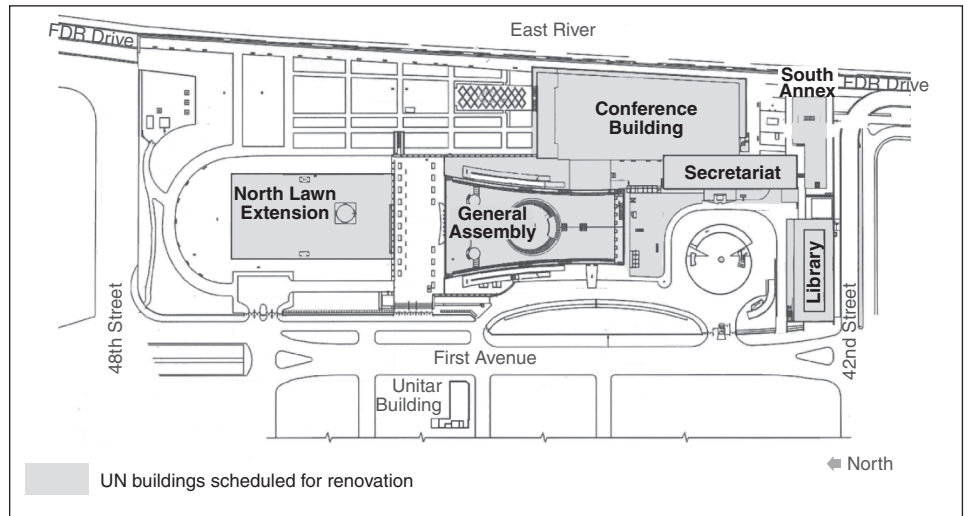 East River
FDR Drive
South
Annex
FDR Drive
Conference
Building
Secretariat
North Lawn
Extension
General
Assembly
Library
48th Street
42nd Street
First Avenue
Unitar
Building
North
UN buildings scheduled for renovation